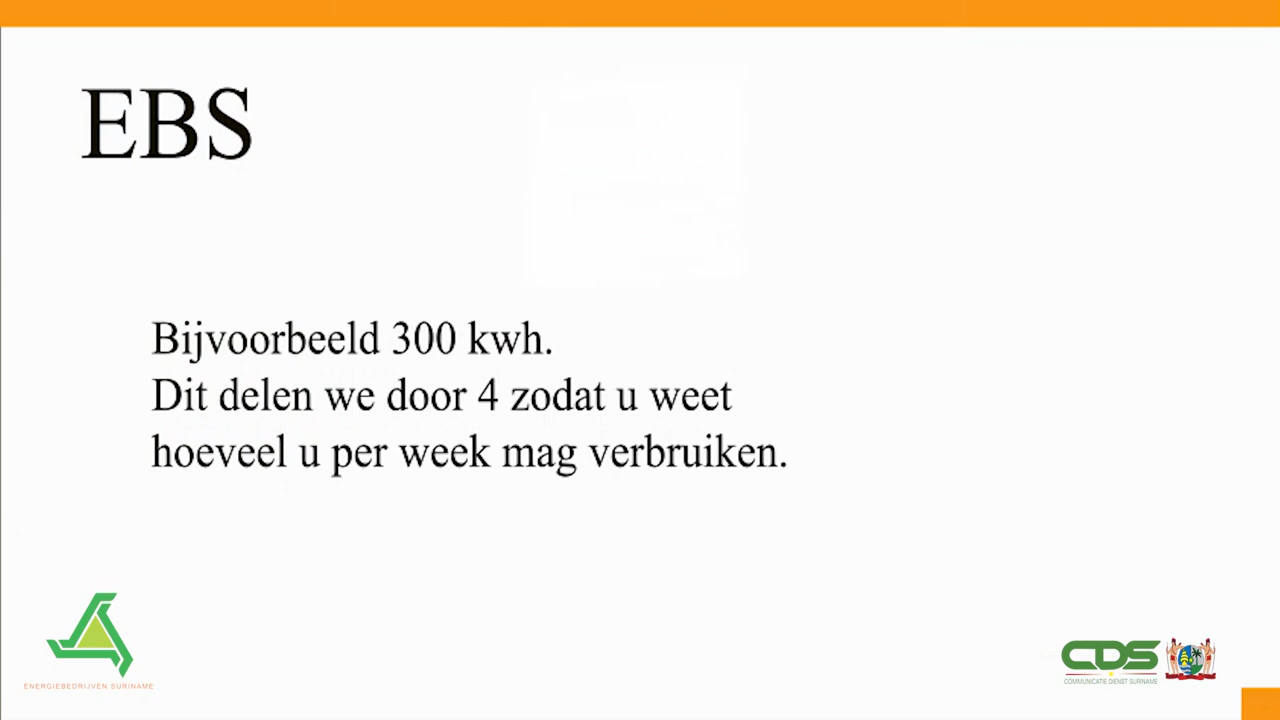 EBS
Bijvoorbeeld 300 kwh.
Dit delen we door 4 zodat u weet
hoeveel u per week mag verbruiken.
ENERGIEBEDRIJVEN SURINAME
CDS
COMMUNICATIE DIENST SURINAME